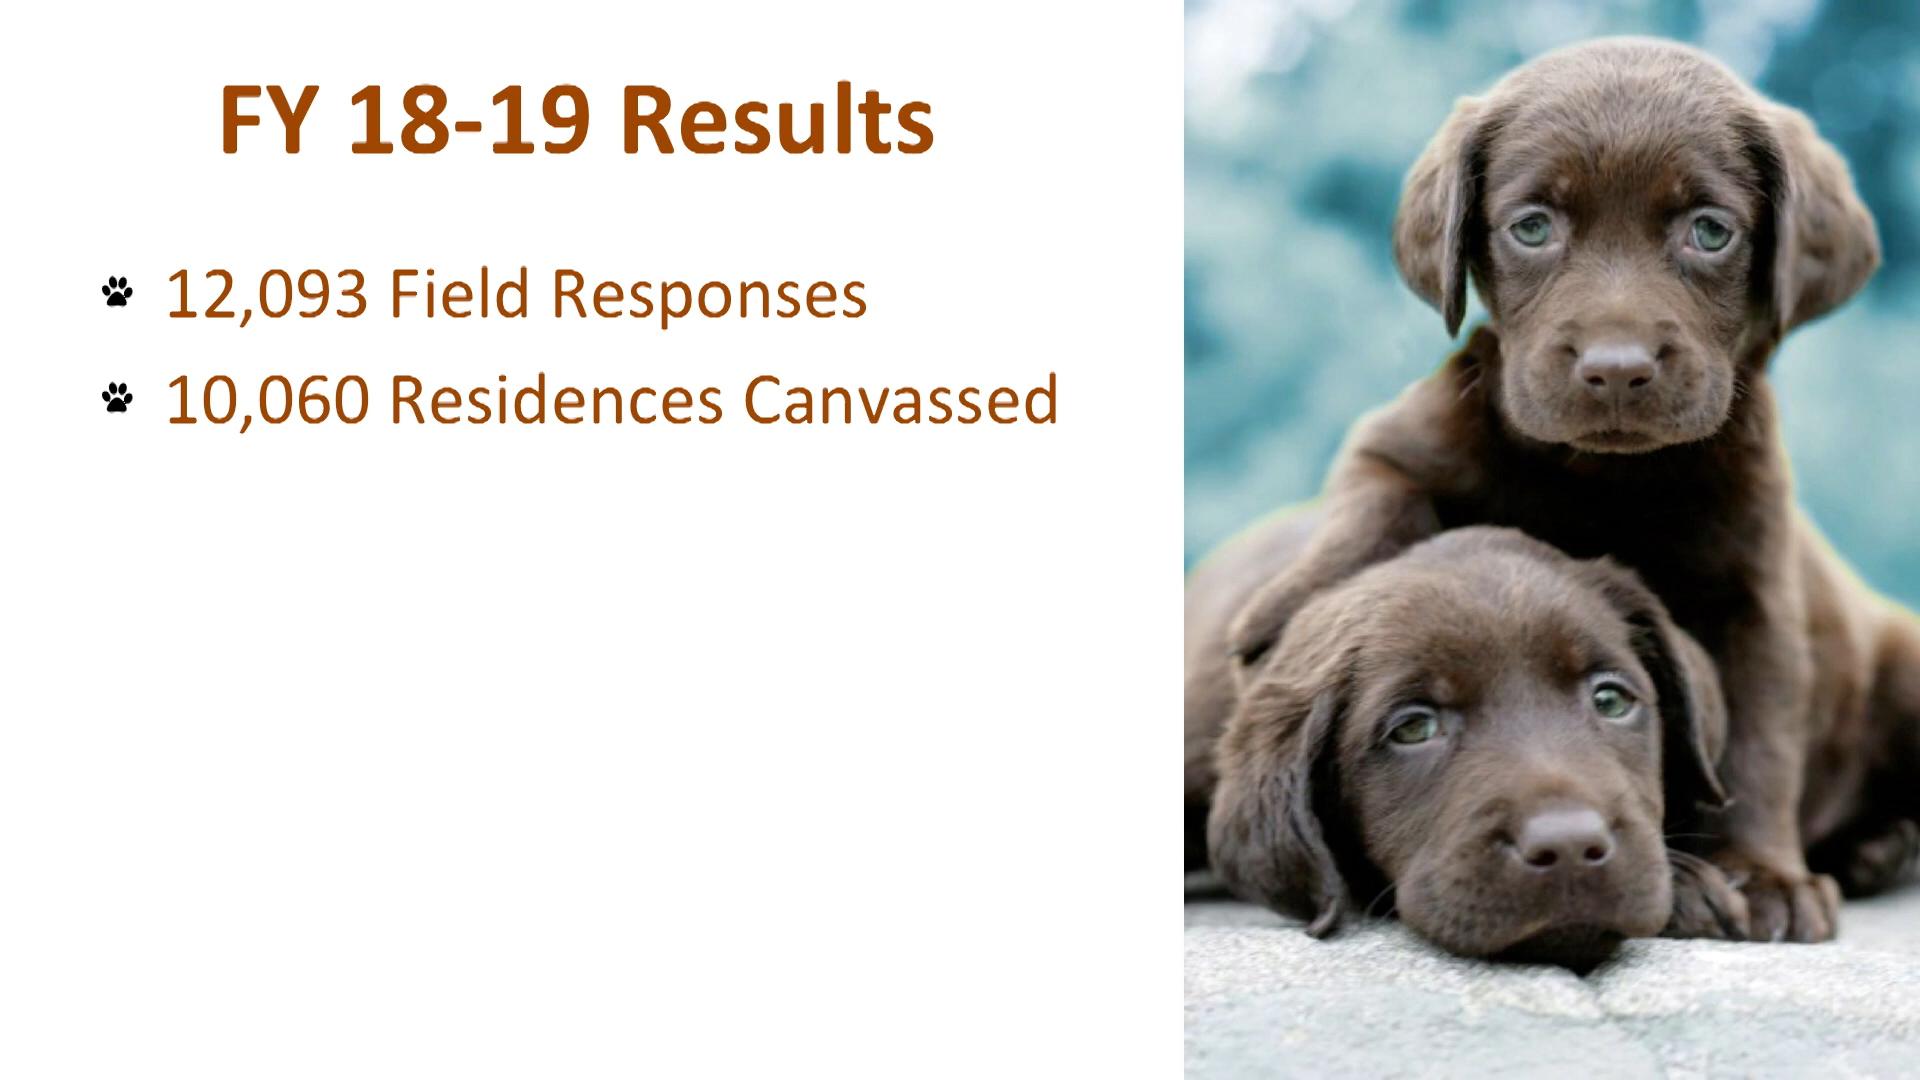 FY 18-19 Results
12,093 Field Responses
10,060 Residences Canvassed